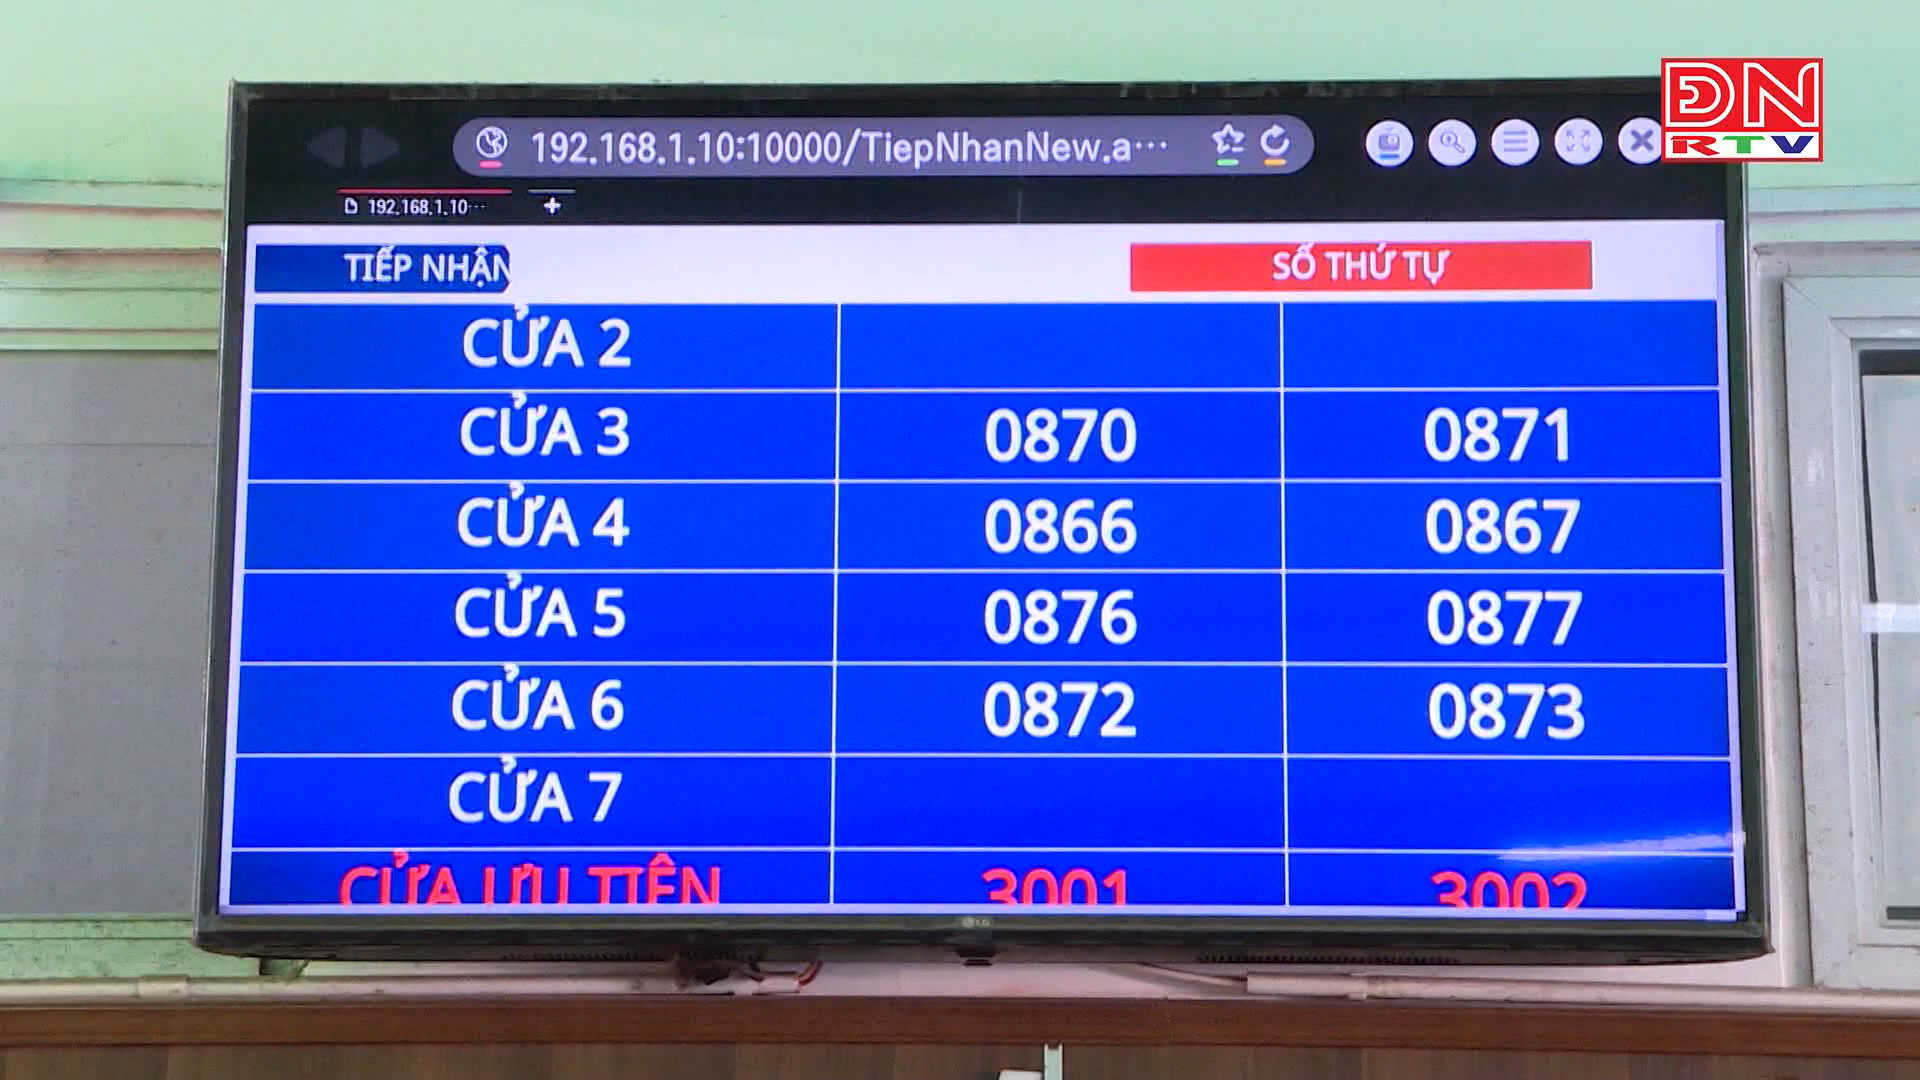 ĐN
RTV
192.168.1.10:10000/TiepNhanNew.a...
192.168.1.10...
TIẾP NHẬN
SỐ THỨ TỰ
CỬA 2
CỬA 3 0870 0871
CỬA 4 0866 0867
CỬA 5 0876 0877
CỬA 6 0872 0873
CỬA 7
CỬA ƯU TIÊN 3001 3002
LG